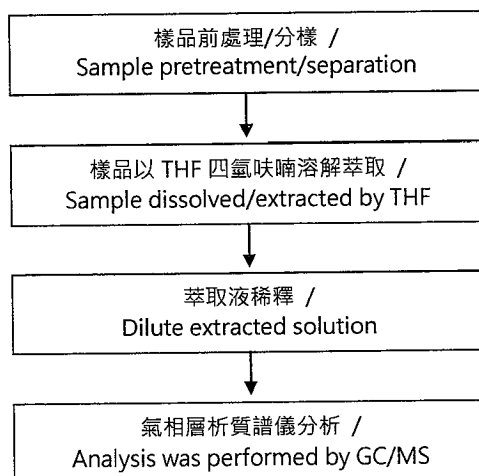 樣品前處理/分樣 /
Sample pretreatment/separation
樣品以 THF 四氫呋喃溶解萃取 /
Sample dissolved/extracted by THF
萃取液稀釋 /
Dilute extracted solution
氣相層析質譜儀分析 /
Analysis was performed by GC/MS